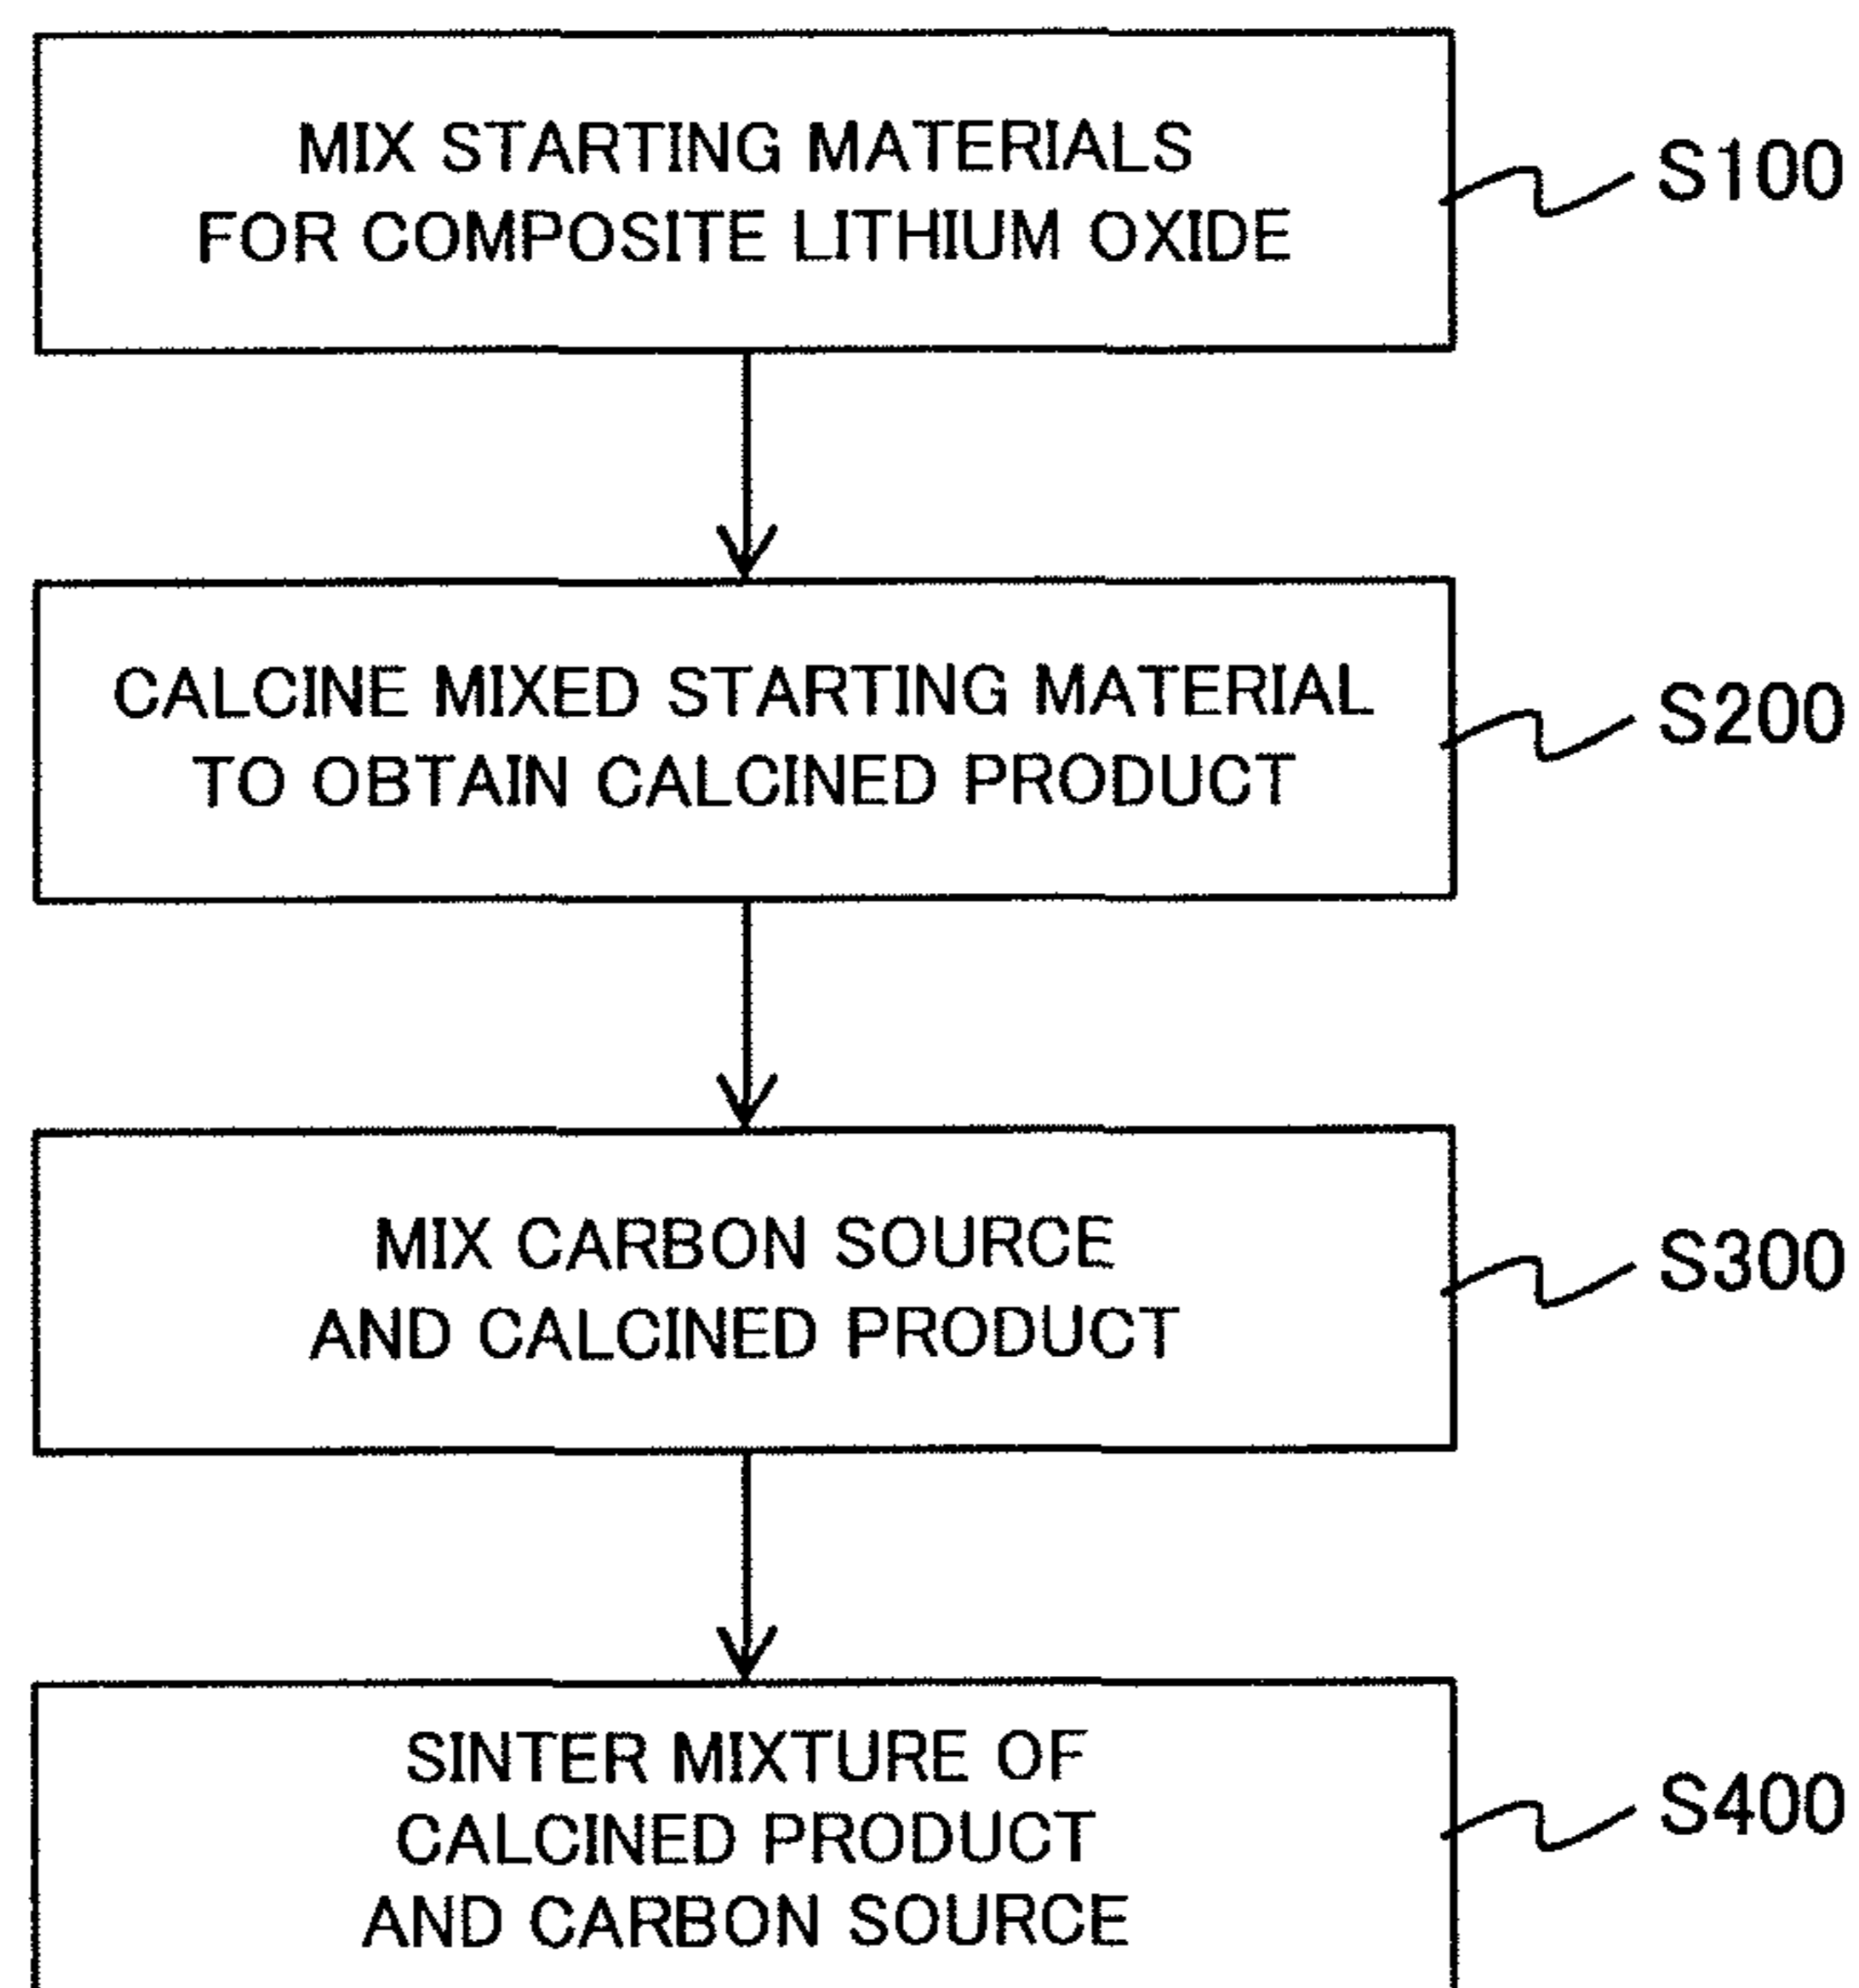 MIX STARTING MATERIALS
FOR COMPOSITE LITHIUM OXIDE
S100
CALCINE MIXED STARTING MATERIAL
TO OBTAIN CALCINED PRODUCT
S200
MIX CARBON SOURCE
AND CALCINED PRODUCT
S300
SINTER MIXTURE OF
CALCINED PRODUCT
AND CARBON SOURCE
S400